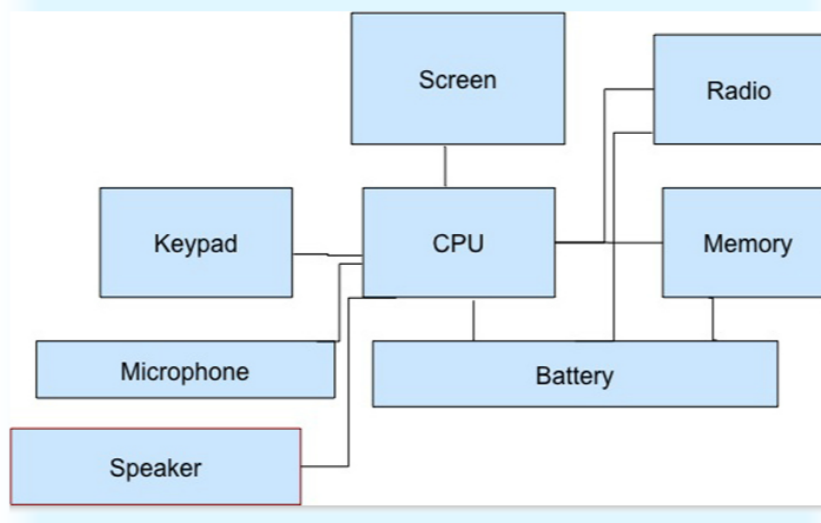 Screen
Radio
Keypad
CPU
Memory
Microphone
Battery
Speaker